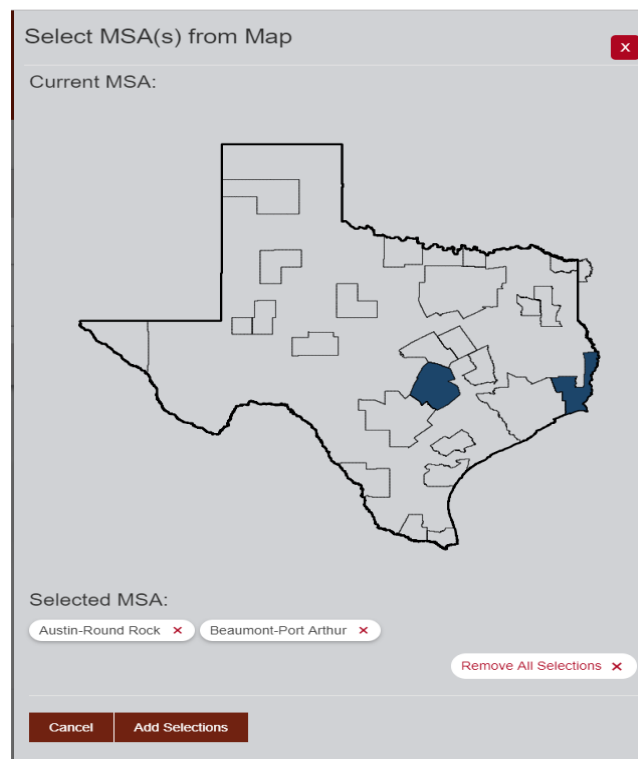 Select MSA(s) from Map
X
Current MSA:
Selected MSA:
Austin-Round Rock ×
Beaumont-Port Arthur ×
Remove All Selections ×
Cancel
Add Selections